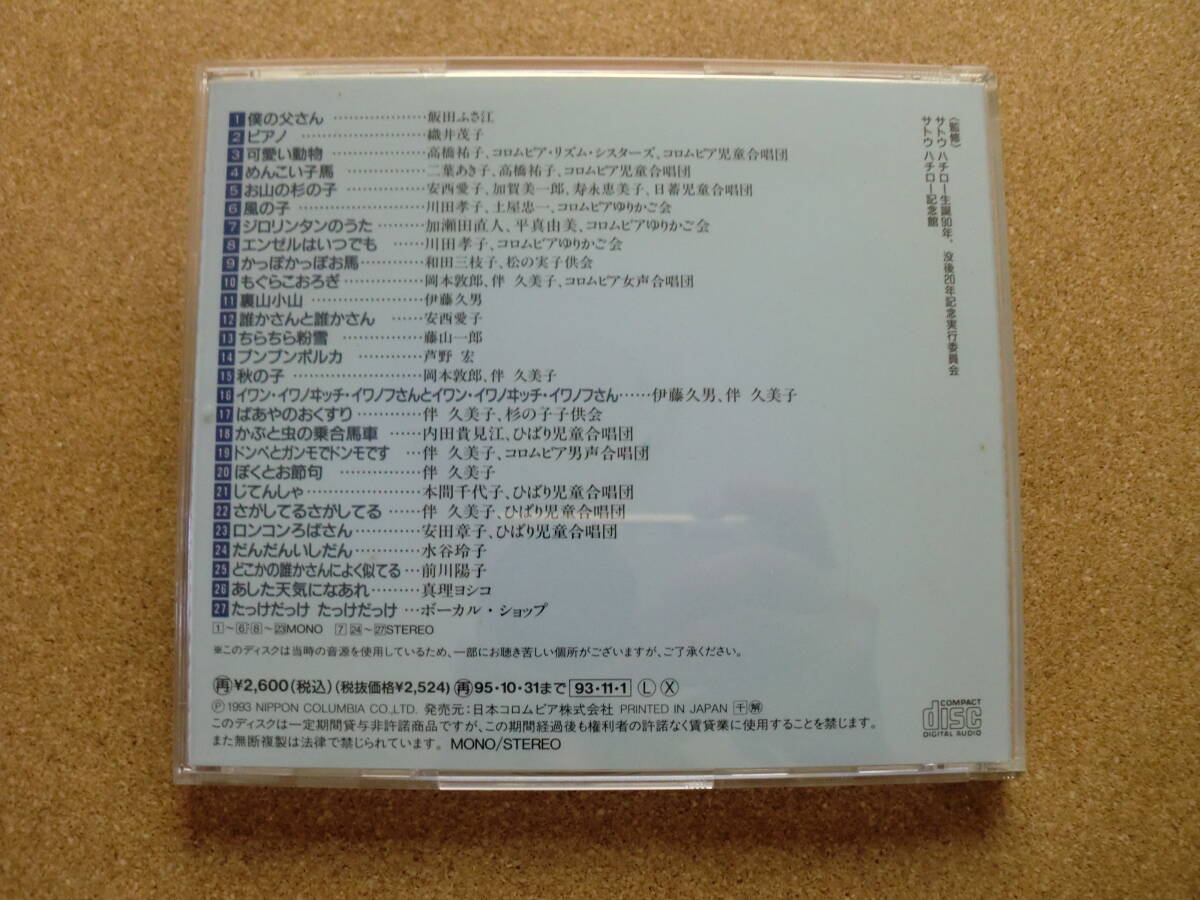 1 僕の父さん ……………… 飯田ふさ江
2 ピアノ …………………… 織井茂子
3 可愛い動物 ……………… 高橋祐子、コロムビア・リズム・シスターズ、コロムビア児童合唱団
4 めんこい子馬 …………… 二葉あき子、高橋祐子、コロムビア児童合唱団
5 お山の杉の子 …………… 安西愛子、加賀美一郎、寿永恵美子、日蓄児童合唱団
6 風の子 …………………… 川田孝子、土屋忠一、コロムビアゆりかご会
7 ジロリンタンのうた ……… 加瀬田直人、平真由美、コロムビアゆりかご会
8 エンゼルはいつでも …… 川田孝子、コロムビアゆりかご会
9 かっぽかっぽお馬 ……… 和田三枝子、松の実子供会
10 もぐらこおろぎ ………… 岡本敦郎、伴 久美子、コロムビア女声合唱団
11 裏山小山 ……………… 伊藤久男
12 誰かさんと誰かさん …… 安西愛子
13 ちらちら粉雪 ………… 藤山一郎
14 ブンブンポルカ ………… 芦野 宏
15 秋の子 ………………… 岡本敦郎、伴 久美子
16 イワン・イワノヰッチ・イワノフさんとイワン・イワノヰッチ・イワノフさん …… 伊藤久男、伴 久美子
17 ばあやのおくすり ……… 伴 久美子、杉の子子供会
18 かぶと虫の乗合馬車 …… 内田貴見江、ひばり児童合唱団
19 ドンペとガンモでドンモです … 伴 久美子、コロムビア男声合唱団
20 ぼくとお節句 ………… 伴 久美子
21 じてんしゃ …………… 本間千代子、ひばり児童合唱団
22 さがしてるさがしてる …… 伴 久美子、ひばり児童合唱団
23 ロンコンろばさん ……… 安田章子、ひばり児童合唱団
24 だんだんいしだん ……… 水谷玲子
25 どこかの誰かさんによく似てる … 前川陽子
26 あした天気になあれ ……… 真理ヨシコ
27 たっけだっけ たっけだっけ … ボーカル・ショップ
1〜6・8〜23MONO 7 24〜27STEREO
※このディスクは当時の音源を使用しているため、一部にお聴き苦しい個所がございますが、ご了承ください。
再¥2,600(税込)(税抜価格¥2,524)再95・10・31まで 93・11・1 Ⓛ Ⓧ
Ⓟ1993 NIPPON COLUMBIA CO.,LTD. 発売元:日本コロムビア株式会社 PRINTED IN JAPAN 干 解
このディスクは一定期間貸与非許諾商品ですが、この期間経過後も権利者の許諾なく賃貸業に使用することを禁じます。
また無断複製は法律で禁じられています。 MONO/STEREO
〈監修〉
サトウ ハチロー生誕90年、没後20年記念実行委員会
サトウ ハチロー記念館
COMPACT
disc
DIGITAL AUDIO